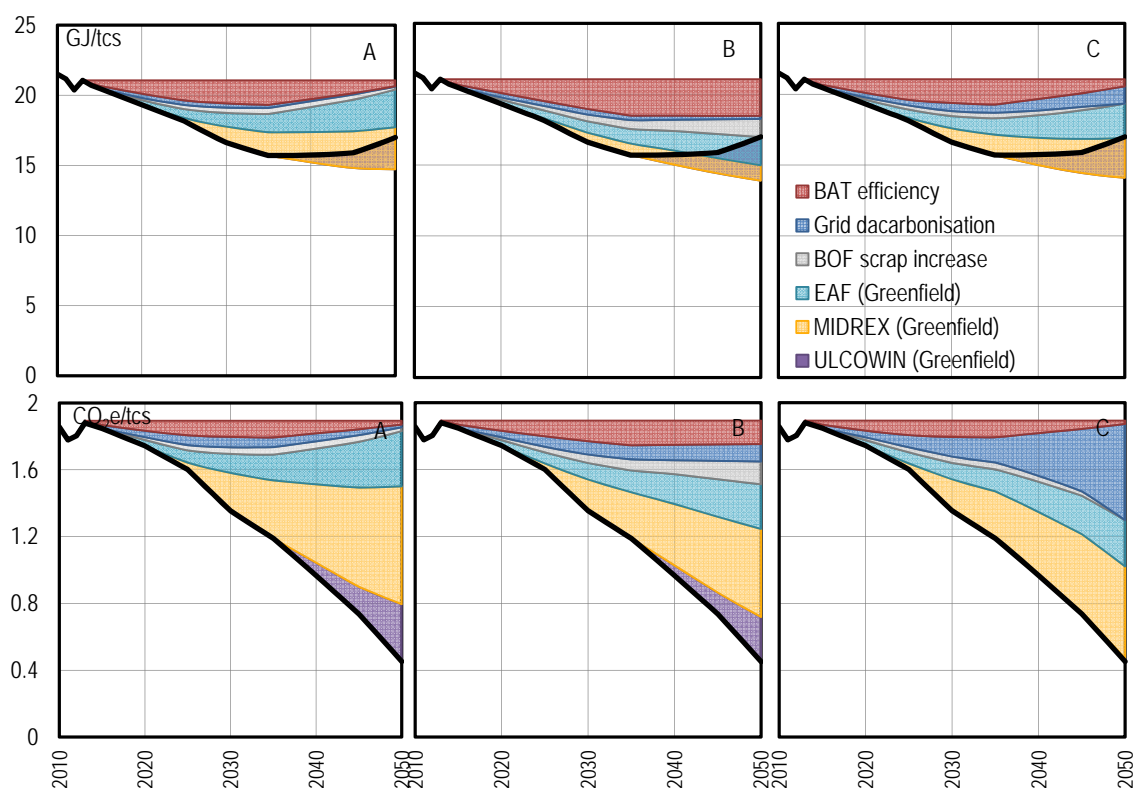 25
GJ/tcs
A
B
C
20
15
BAT efficiency
Grid dacarbonisation
10
BOF scrap increase
EAF (Greenfield)
5
MIDREX (Greenfield)
ULCOWIN (Greenfield)
0
2
CO₂e/tcs
A
B
C
1.6
1.2
0.8
0.4
0
2010 2020 2030 2040 2050 2010 2020 2030 2040 2050 2010 2020 2030 2040 2050